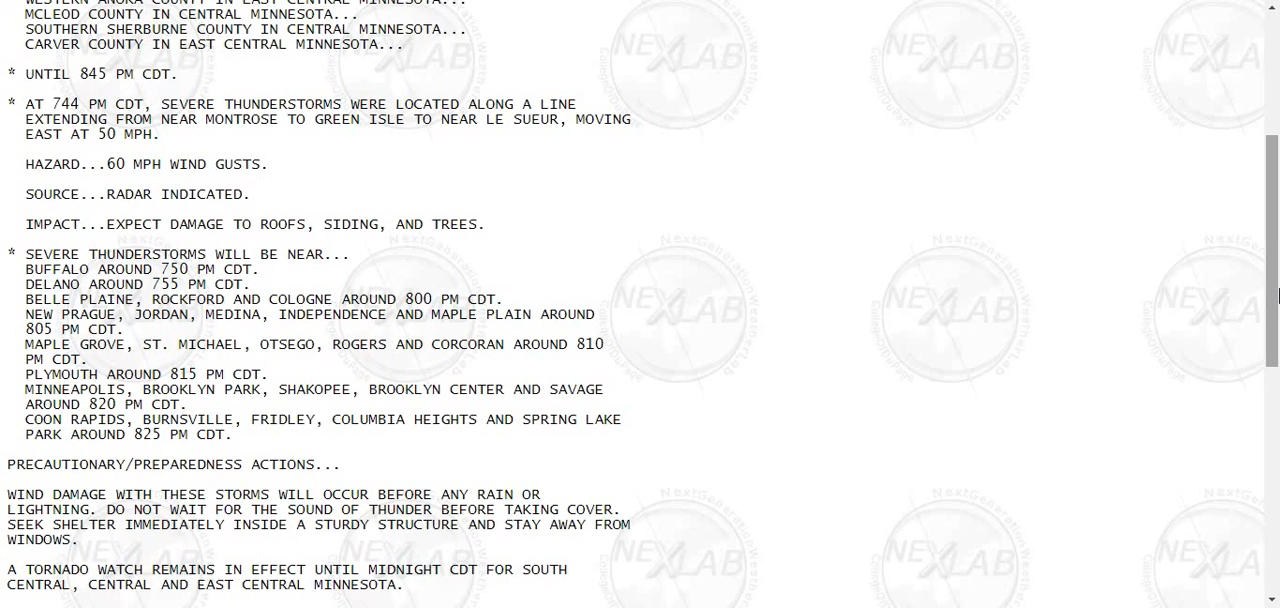 WESTERN ANOKA COUNTY IN EAST CENTRAL MINNESOTA...
MCLEOD COUNTY IN CENTRAL MINNESOTA...
SOUTHERN SHERBURNE COUNTY IN CENTRAL MINNESOTA...
CARVER COUNTY IN EAST CENTRAL MINNESOTA...
* UNTIL 845 PM CDT.
* AT 744 PM CDT, SEVERE THUNDERSTORMS WERE LOCATED ALONG A LINE
EXTENDING FROM NEAR MONTROSE TO GREEN ISLE TO NEAR LE SUEUR, MOVING
EAST AT 50 MPH.
HAZARD...60 MPH WIND GUSTS.
SOURCE...RADAR INDICATED.
IMPACT...EXPECT DAMAGE TO ROOFS, SIDING, AND TREES.
* SEVERE THUNDERSTORMS WILL BE NEAR...
BUFFALO AROUND 750 PM CDT.
DELANO AROUND 755 PM CDT.
BELLE PLAINE, ROCKFORD AND COLOGNE AROUND 800 PM CDT.
NEW PRAGUE, JORDAN, MEDINA, INDEPENDENCE AND MAPLE PLAIN AROUND
805 PM CDT.
MAPLE GROVE, ST. MICHAEL, OTSEGO, ROGERS AND CORCORAN AROUND 810
PM CDT.
PLYMOUTH AROUND 815 PM CDT.
MINNEAPOLIS, BROOKLYN PARK, SHAKOPEE, BROOKLYN CENTER AND SAVAGE
AROUND 820 PM CDT.
COON RAPIDS, BURNSVILLE, FRIDLEY, COLUMBIA HEIGHTS AND SPRING LAKE
PARK AROUND 825 PM CDT.
PRECAUTIONARY/PREPAREDNESS ACTIONS...
WIND DAMAGE WITH THESE STORMS WILL OCCUR BEFORE ANY RAIN OR
LIGHTNING. DO NOT WAIT FOR THE SOUND OF THUNDER BEFORE TAKING COVER.
SEEK SHELTER IMMEDIATELY INSIDE A STURDY STRUCTURE AND STAY AWAY FROM
WINDOWS.
A TORNADO WATCH REMAINS IN EFFECT UNTIL MIDNIGHT CDT FOR SOUTH
CENTRAL, CENTRAL AND EAST CENTRAL MINNESOTA.